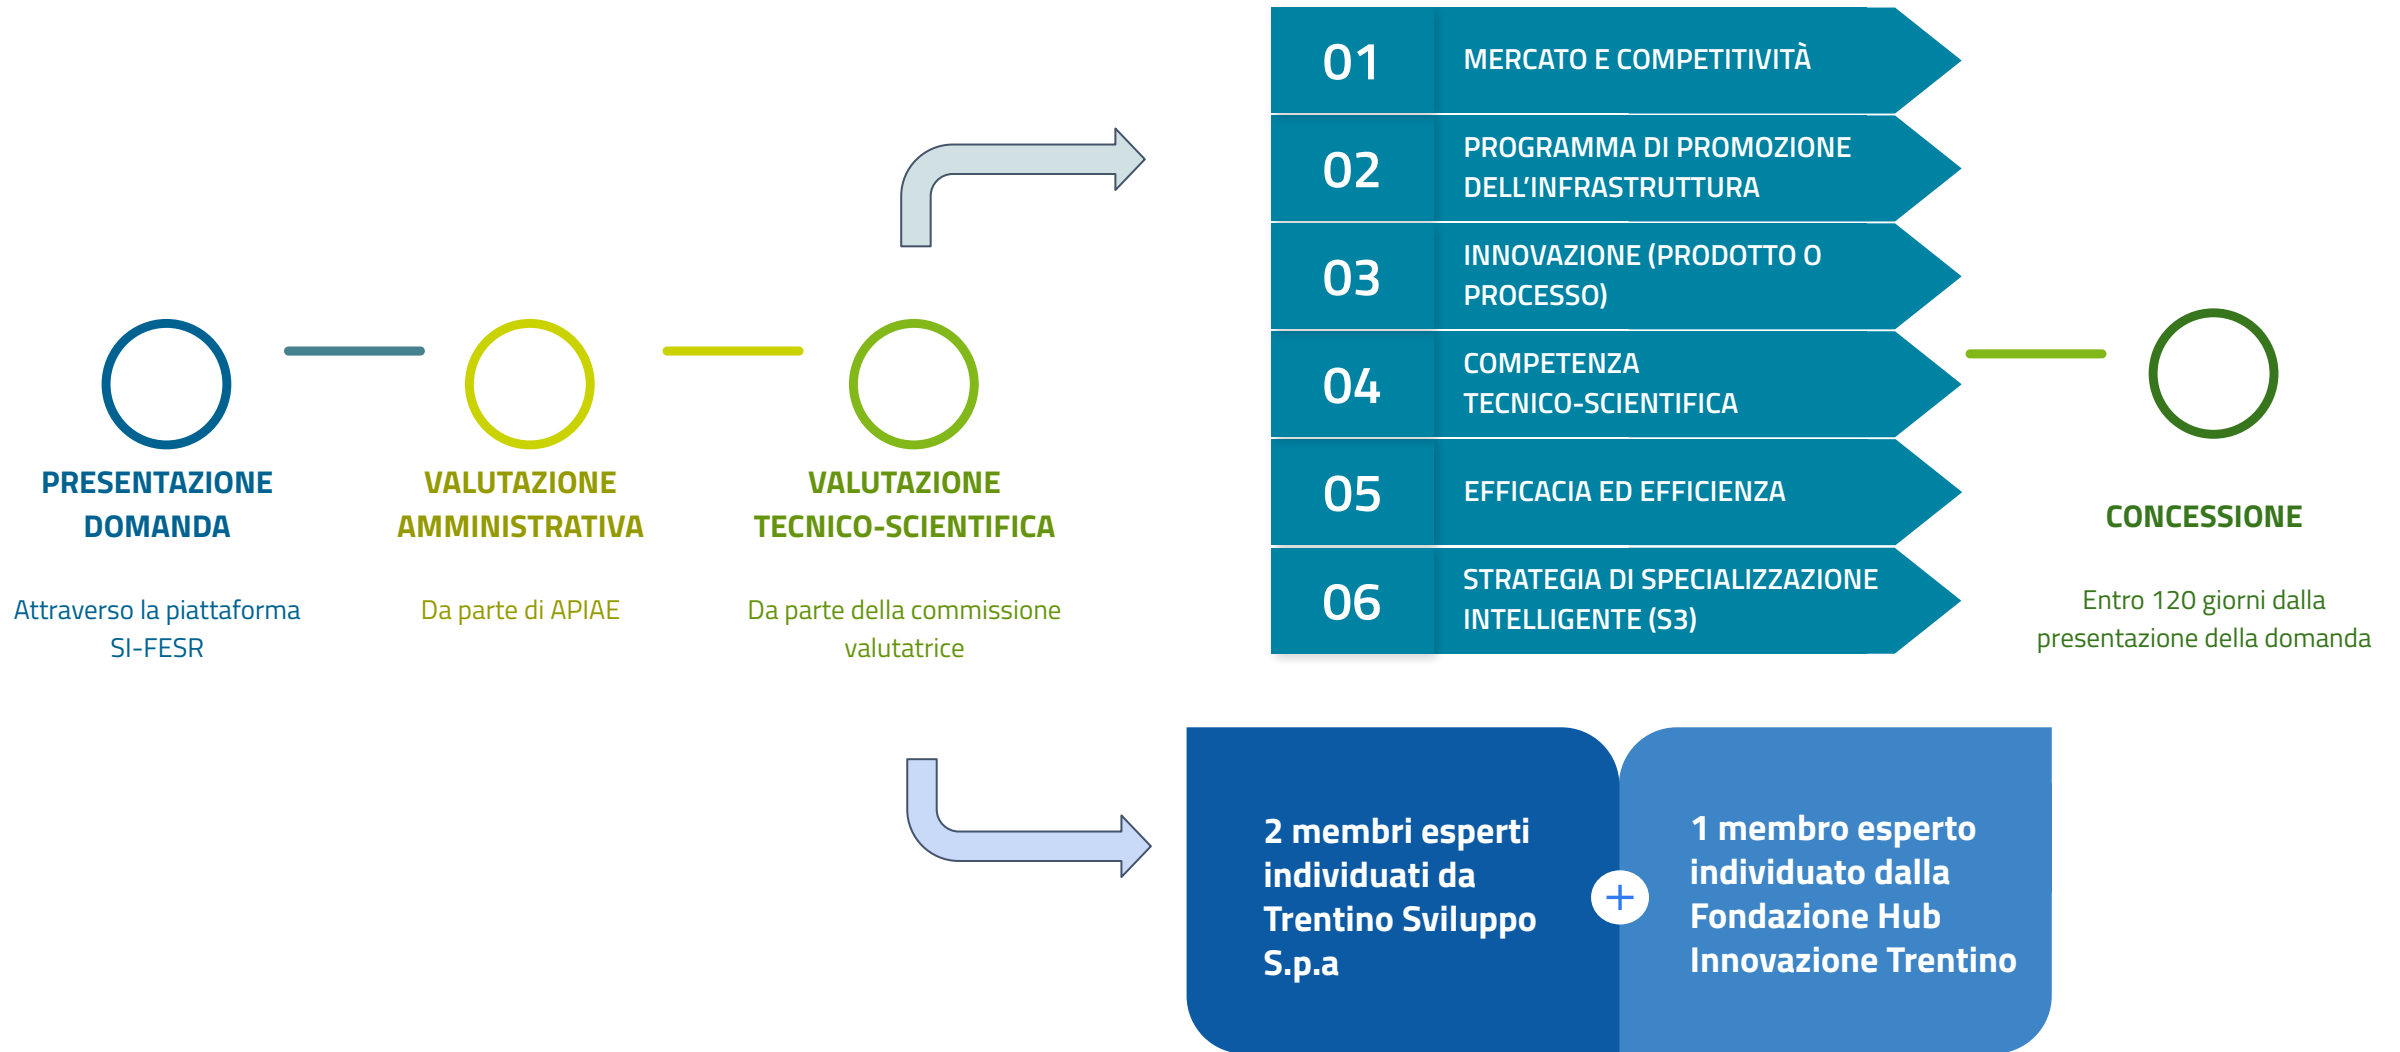 PRESENTAZIONE
DOMANDA
Attraverso la piattaforma
SI-FESR
VALUTAZIONE
AMMINISTRATIVA
Da parte di APIAE
VALUTAZIONE
TECNICO-SCIENTIFICA
Da parte della commissione
valutatrice
01
MERCATO E COMPETITIVITÀ
02
PROGRAMMA DI PROMOZIONE
DELL’INFRASTRUTTURA
03
INNOVAZIONE (PRODOTTO O
PROCESSO)
04
COMPETENZA
TECNICO-SCIENTIFICA
05
EFFICACIA ED EFFICIENZA
06
STRATEGIA DI SPECIALIZZAZIONE
INTELLIGENTE (S3)
CONCESSIONE
Entro 120 giorni dalla
presentazione della domanda
2 membri esperti
individuati da
Trentino Sviluppo
S.p.a
+
1 membro esperto
individuato dalla
Fondazione Hub
Innovazione Trentino